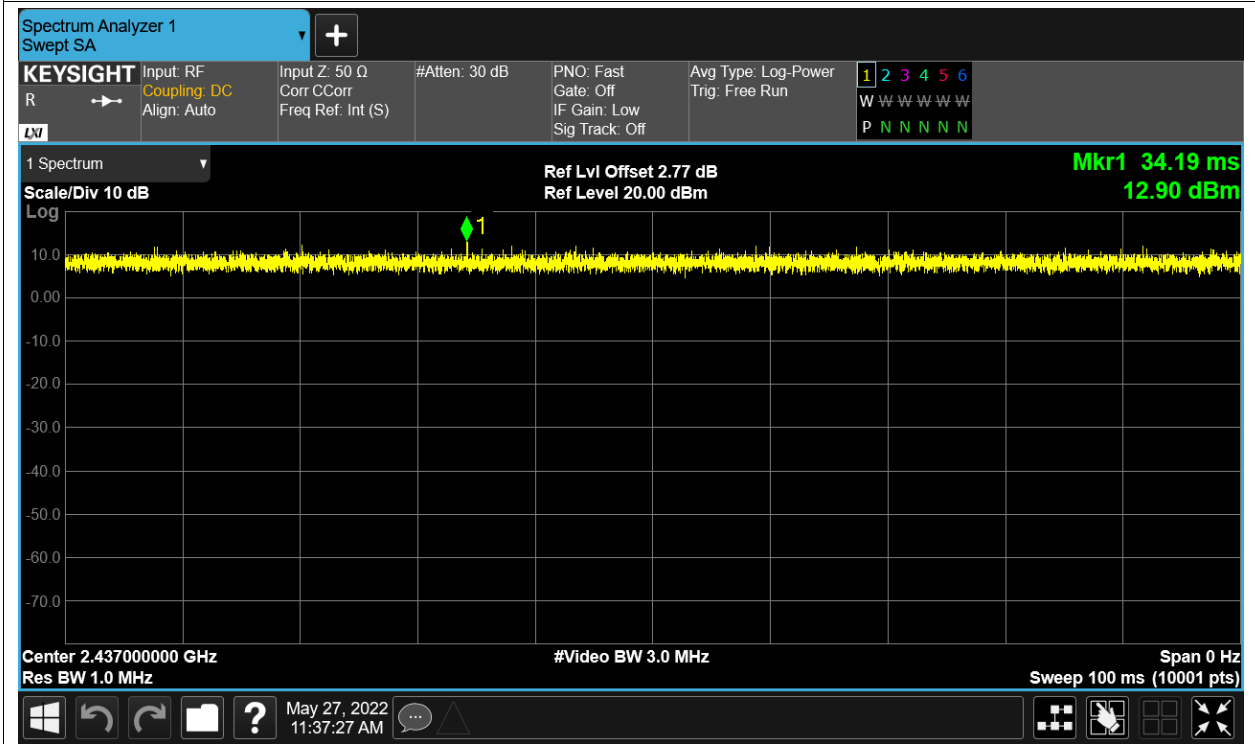 Spectrum Analyzer 1
Swept SA
+
KEYSIGHT
R
LXI
Input: RF
Coupling: DC
Align: Auto
Input Z: 50 Ω
Corr CCorr
Freq Ref: Int (S)
#Atten: 30 dB
PNO: Fast
Gate: Off
IF Gain: Low
Sig Track: Off
Avg Type: Log-Power
Trig: Free Run
1 2 3 4 5 6
W W W W W W
P N N N N N
1 Spectrum
Scale/Div 10 dB
Ref Lvl Offset 2.77 dB
Ref Level 20.00 dBm
Mkr1 34.19 ms
12.90 dBm
Log
1
10.0
0.00
-10.0
-20.0
-30.0
-40.0
-50.0
-60.0
-70.0
Center 2.437000000 GHz
#Video BW 3.0 MHz
Span 0 Hz
Res BW 1.0 MHz
Sweep 100 ms (10001 pts)
?
May 27, 2022
11:37:27 AM